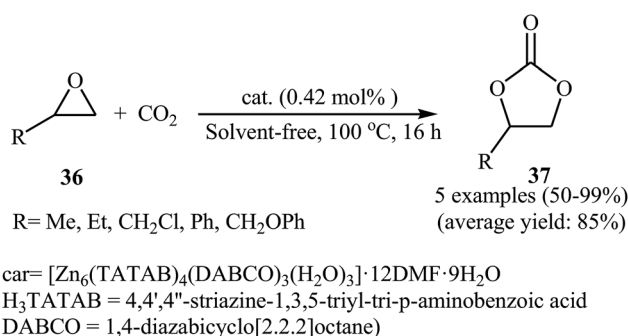 O
O
cat. (0.42 mol% )
O
O
+ CO₂
R
Solvent-free, 100 °C, 16 h
R
36
37
5 examples (50-99%)
R= Me, Et, CH₂Cl, Ph, CH₂OPh
(average yield: 85%)
car= [Zn₆(TATAB)₄(DABCO)₃(H₂O)₃]·12DMF·9H₂O
H₃TATAB = 4,4',4"-striazine-1,3,5-triyl-tri-p-aminobenzoic acid
DABCO = 1,4-diazabicyclo[2.2.2]octane)